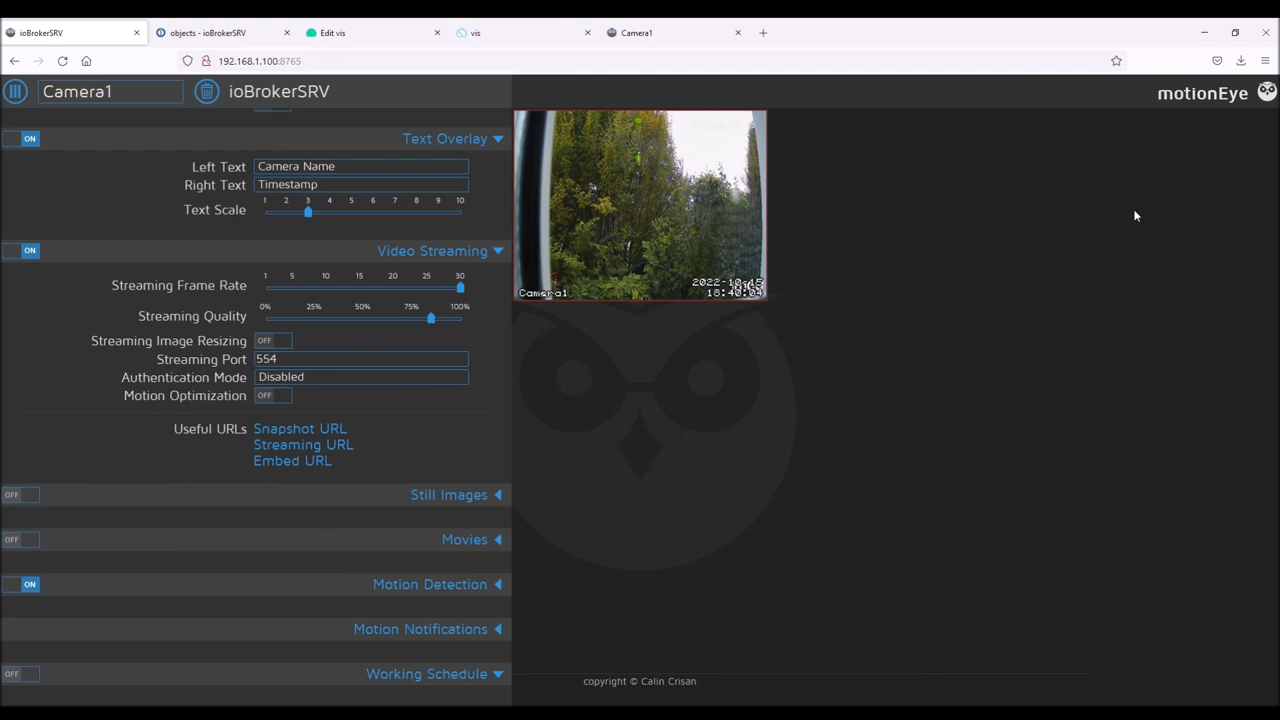 ioBrokerSRV
objects - ioBrokerSRV
Edit vis
vis
Camera1
192.168.1.100:8765
Camera1
ioBrokerSRV
motionEye
ON
Text Overlay
Left Text
Camera Name
Right Text
Timestamp
1 2 3 4 5 6 7 8 9 10
Text Scale
ON
Video Streaming
1 5 10 15 20 25 30
Streaming Frame Rate
0% 25% 50% 75% 100%
Streaming Quality
Streaming Image Resizing
OFF
Streaming Port
554
Authentication Mode
Disabled
Motion Optimization
OFF
Useful URLs
Snapshot URL
Streaming URL
Embed URL
OFF
Still Images
OFF
Movies
ON
Motion Detection
Motion Notifications
OFF
Working Schedule
2022-10-15
Camera1
18:40:04
copyright © Calin Crisan